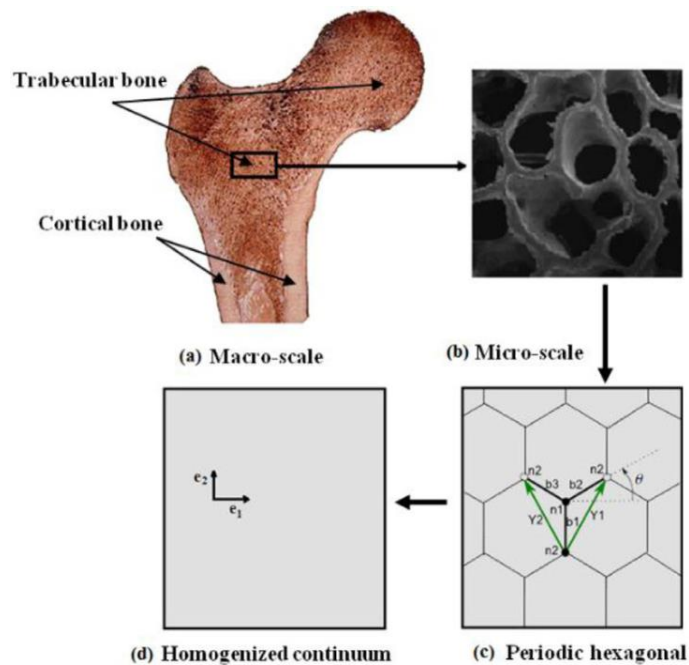 Trabecular bone
Cortical bone
(a) Macro-scale
(b) Micro-scale
e2
e1
n2
n2
b3
b2
θ
n1
b1
Y2
Y1
n2
(d) Homogenized continuum
(c) Periodic hexagonal